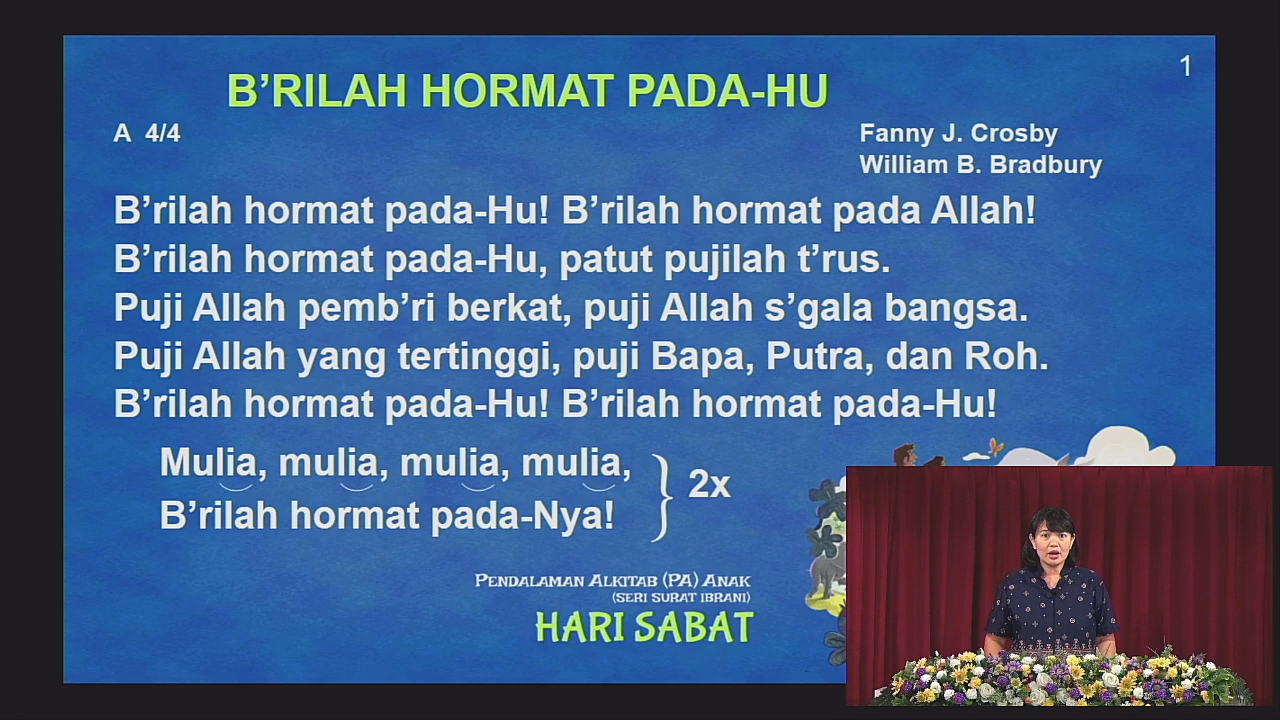 1
B’RILAH HORMAT PADA-HU
A 4/4
Fanny J. Crosby
William B. Bradbury
B’rilah hormat pada-Hu! B’rilah hormat pada Allah!
B’rilah hormat pada-Hu, patut pujilah t’rus.
Puji Allah pemb’ri berkat, puji Allah s’gala bangsa.
Puji Allah yang tertinggi, puji Bapa, Putra, dan Roh.
B’rilah hormat pada-Hu! B’rilah hormat pada-Hu!
Mulia, mulia, mulia, mulia,
B’rilah hormat pada-Nya!
2x
PENDALAMAN ALKITAB (PA) ANAK
(SERI SURAT IBRANI)
HARI SABAT